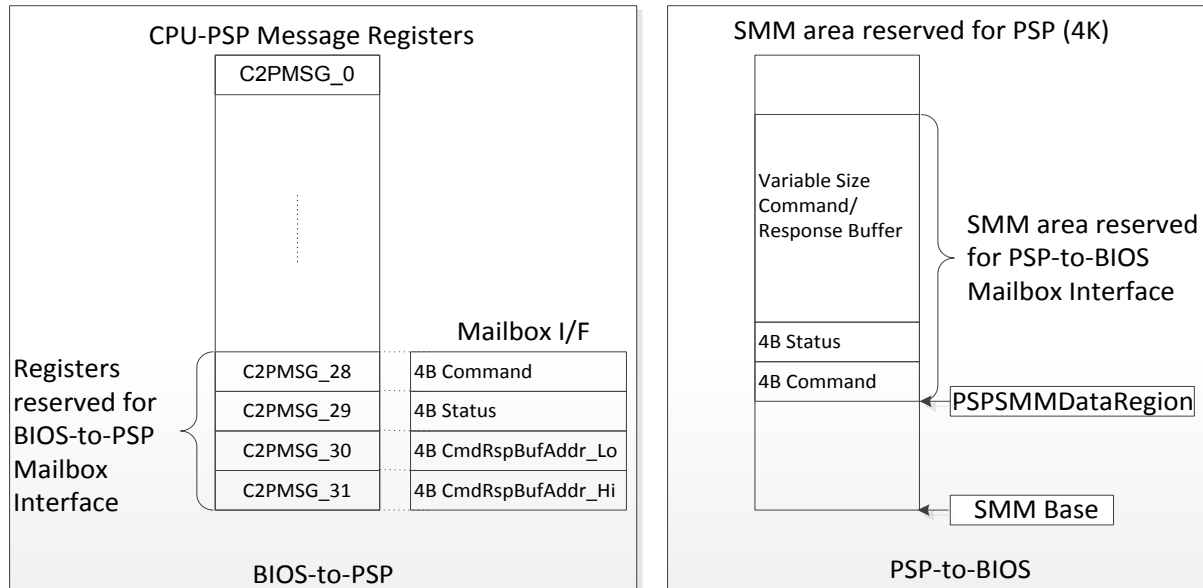 CPU-PSP Message Registers
C2PMSG_0
Mailbox I/F
Registers
reserved for
BIOS-to-PSP
Mailbox
Interface
C2PMSG_28
4B Command
C2PMSG_29
4B Status
C2PMSG_30
4B CmdRspBufAddr_Lo
C2PMSG_31
4B CmdRspBufAddr_Hi
BIOS-to-PSP
SMM area reserved for PSP (4K)
Variable Size
Command/
Response Buffer
4B Status
4B Command
SMM area reserved
for PSP-to-BIOS
Mailbox Interface
PSPSMMDataRegion
SMM Base
PSP-to-BIOS